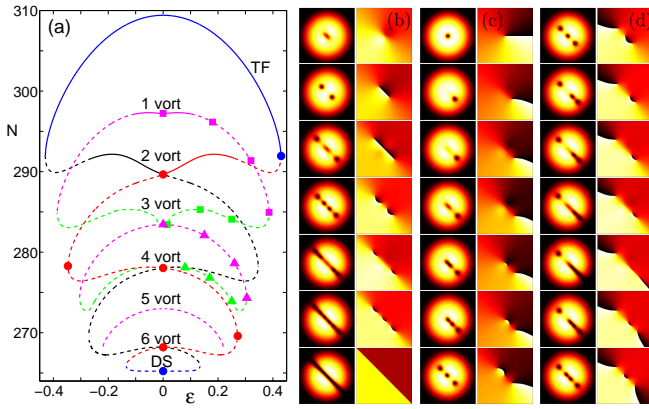 310
(a)
TF
300
N
1 vort
2 vort
290
3 vort
280
4 vort
5 vort
270
6 vort
DS
−0.4
−0.2
0
0.2
0.4
ε
(b)
(c)
(d)